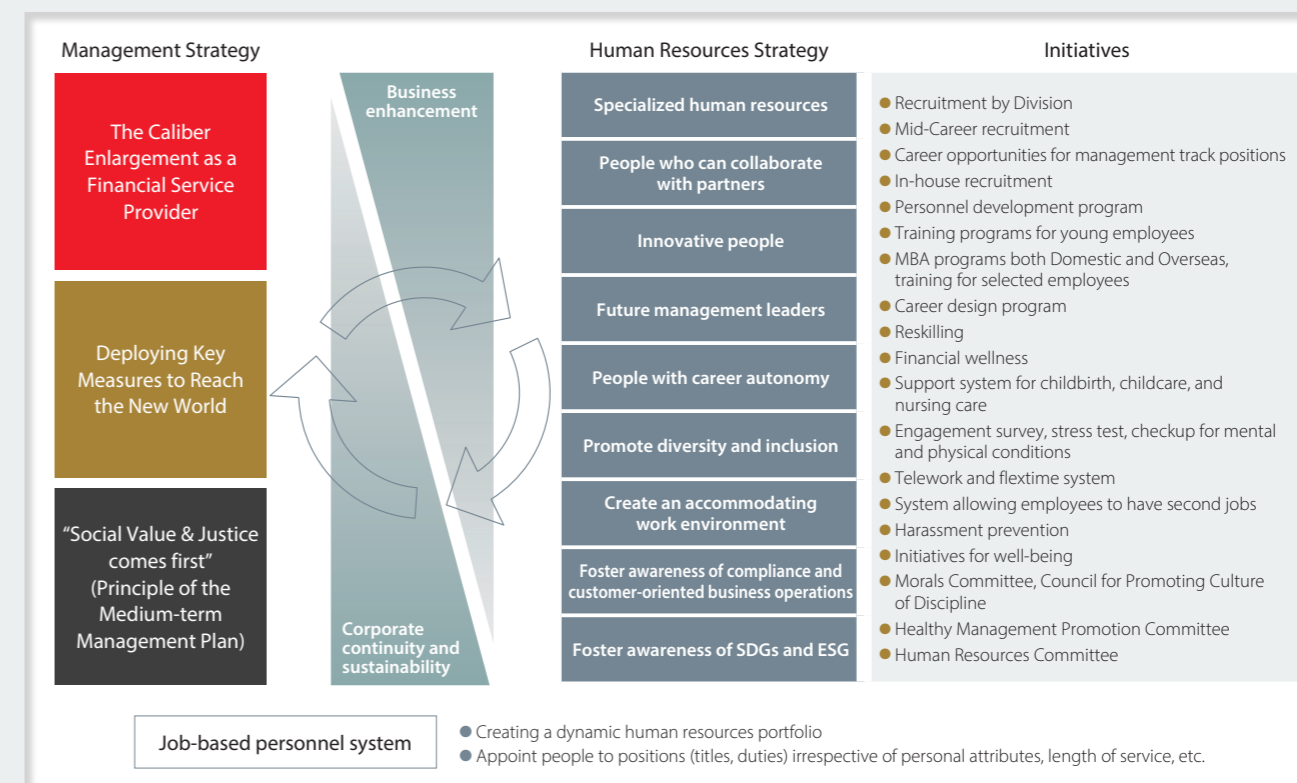 Management Strategy
Human Resources Strategy
Initiatives
The Caliber
Enlargement as a
Financial Service
Provider
Deploying Key
Measures to Reach
the New World
“Social Value & Justice
comes first”
(Principle of the
Medium-term
Management Plan)
Business
enhancement
Corporate
continuity and
sustainability
Specialized human resources
People who can collaborate
with partners
Innovative people
Future management leaders
People with career autonomy
Promote diversity and inclusion
Create an accommodating
work environment
Foster awareness of compliance and
customer-oriented business operations
Foster awareness of SDGs and ESG
● Recruitment by Division
● Mid-Career recruitment
● Career opportunities for management track positions
● In-house recruitment
● Personnel development program
● Training programs for young employees
● MBA programs both Domestic and Overseas,
training for selected employees
● Career design program
● Reskilling
● Financial wellness
● Support system for childbirth, childcare, and
nursing care
● Engagement survey, stress test, checkup for mental
and physical conditions
● Telework and flextime system
● System allowing employees to have second jobs
● Harassment prevention
● Initiatives for well-being
● Morals Committee, Council for Promoting Culture
of Discipline
● Healthy Management Promotion Committee
● Human Resources Committee
Job-based personnel system
● Creating a dynamic human resources portfolio
● Appoint people to positions (titles, duties) irrespective of personal attributes, length of service, etc.